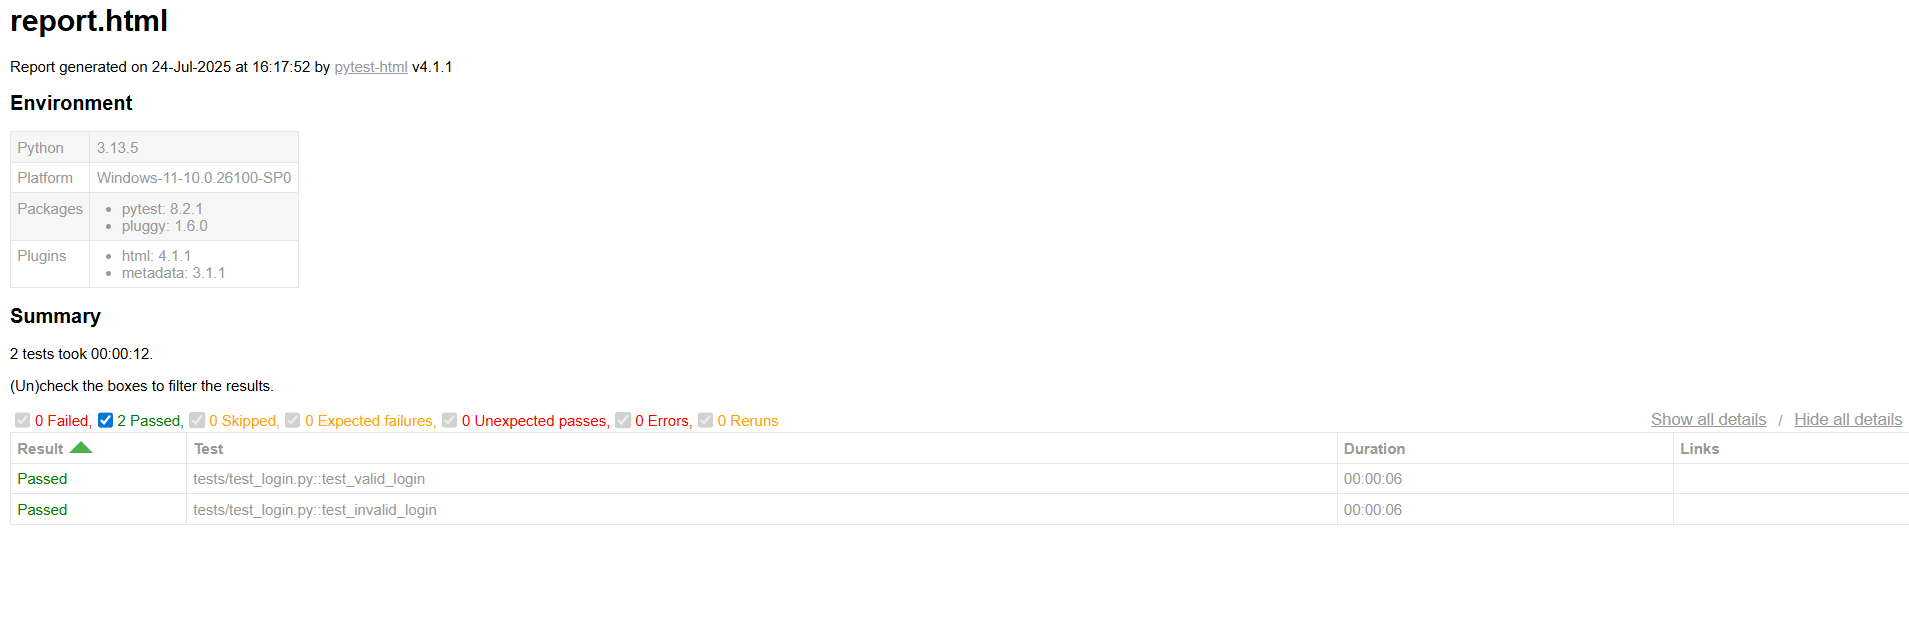 report.html
Report generated on 24-Jul-2025 at 16:17:52 by pytest-html v4.1.1
Environment
Python 3.13.5
Platform Windows-11-10.0.26100-SP0
Packages • pytest: 8.2.1
• pluggy: 1.6.0
Plugins • html: 4.1.1
• metadata: 3.1.1
Summary
2 tests took 00:00:12.
(Un)check the boxes to filter the results.
0 Failed, 2 Passed, 0 Skipped, 0 Expected failures, 0 Unexpected passes, 0 Errors, 0 Reruns Show all details / Hide all details
Result Test Duration Links
Passed tests/test_login.py::test_valid_login 00:00:06
Passed tests/test_login.py::test_invalid_login 00:00:06